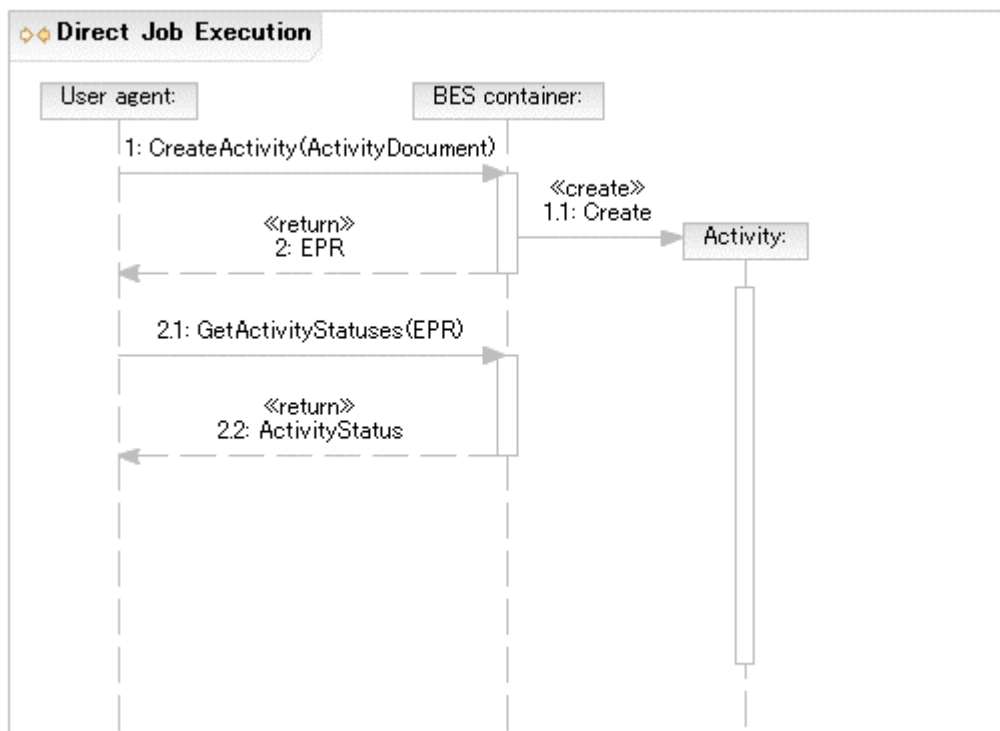 Direct Job Execution
User agent:
BES container:
1: CreateActivity(ActivityDocument)
≪create≫
1.1: Create
Activity:
≪return≫
2: EPR
2.1: GetActivityStatuses(EPR)
≪return≫
2.2: ActivityStatus